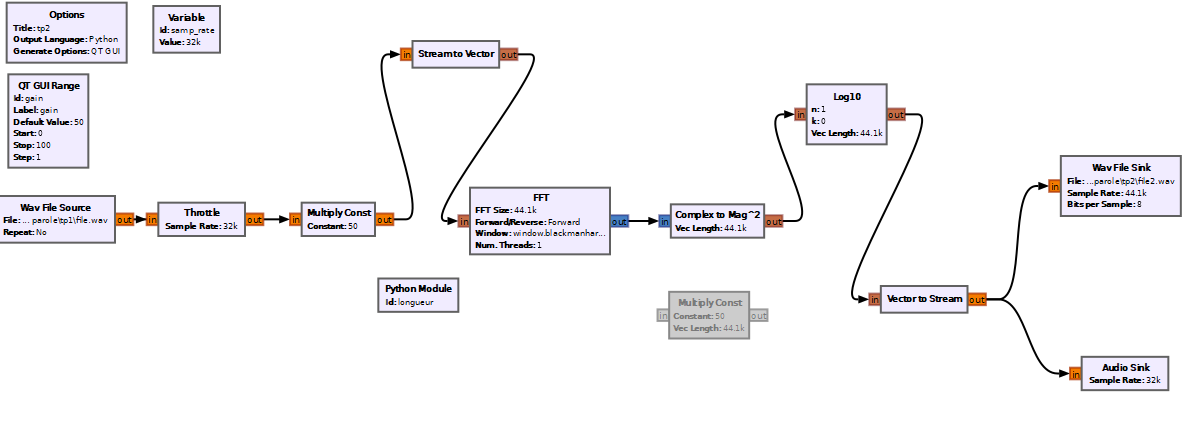 Options
Title: tp2
Output Language: Python
Generate Options: QT GUI
Variable
Id: samp_rate
Value: 32k
QT GUI Range
Id: gain
Label: gain
Default Value: 50
Start: 0
Stop: 100
Step: 1
in
Stream to Vector
out
Log10
n: 1
k: 0
Vec Length: 44.1k
in
out
Wav File Source
File: ... parole\tp1\file.wav
Repeat: No
out
in
Throttle
Sample Rate: 32k
out
in
Multiply Const
Constant: 50
out
in
FFT
FFT Size: 44.1k
Forward/Reverse: Forward
Window: window.blackmanhar...
Num. Threads: 1
out
in
Complex to Mag^2
Vec Length: 44.1k
out
in
Wav File Sink
File: ...parole\tp2\file2.wav
Sample Rate: 44.1k
Bits per Sample: 8
Python Module
Id: longueur
in
Multiply Const
Constant: 50
Vec Length: 44.1k
out
in
Vector to Stream
out
in
Audio Sink
Sample Rate: 32k